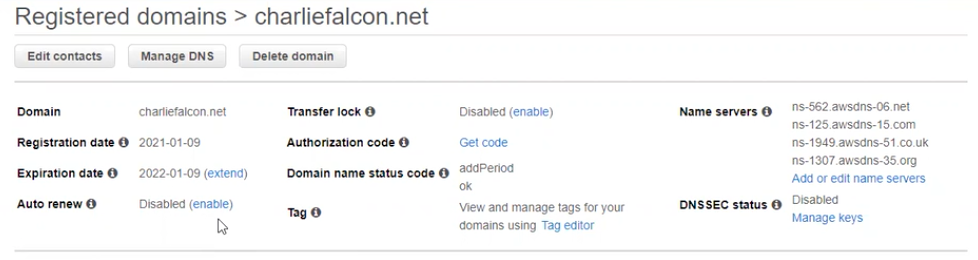 Registered domains > charliefalcon.net
Edit contacts
Manage DNS
Delete domain
Domain
charliefalcon.net
Registration date
2021-01-09
Expiration date
2022-01-09 (extend)
Auto renew
Disabled (enable)
Transfer lock
Disabled (enable)
Authorization code
Get code
Domain name status code
addPeriod
ok
Tag
View and manage tags for your
domains using Tag editor
Name servers
ns-562.awsdns-06.net
ns-125.awsdns-15.com
ns-1949.awsdns-51.co.uk
ns-1307.awsdns-35.org
Add or edit name servers
DNSSEC status
Disabled
Manage keys